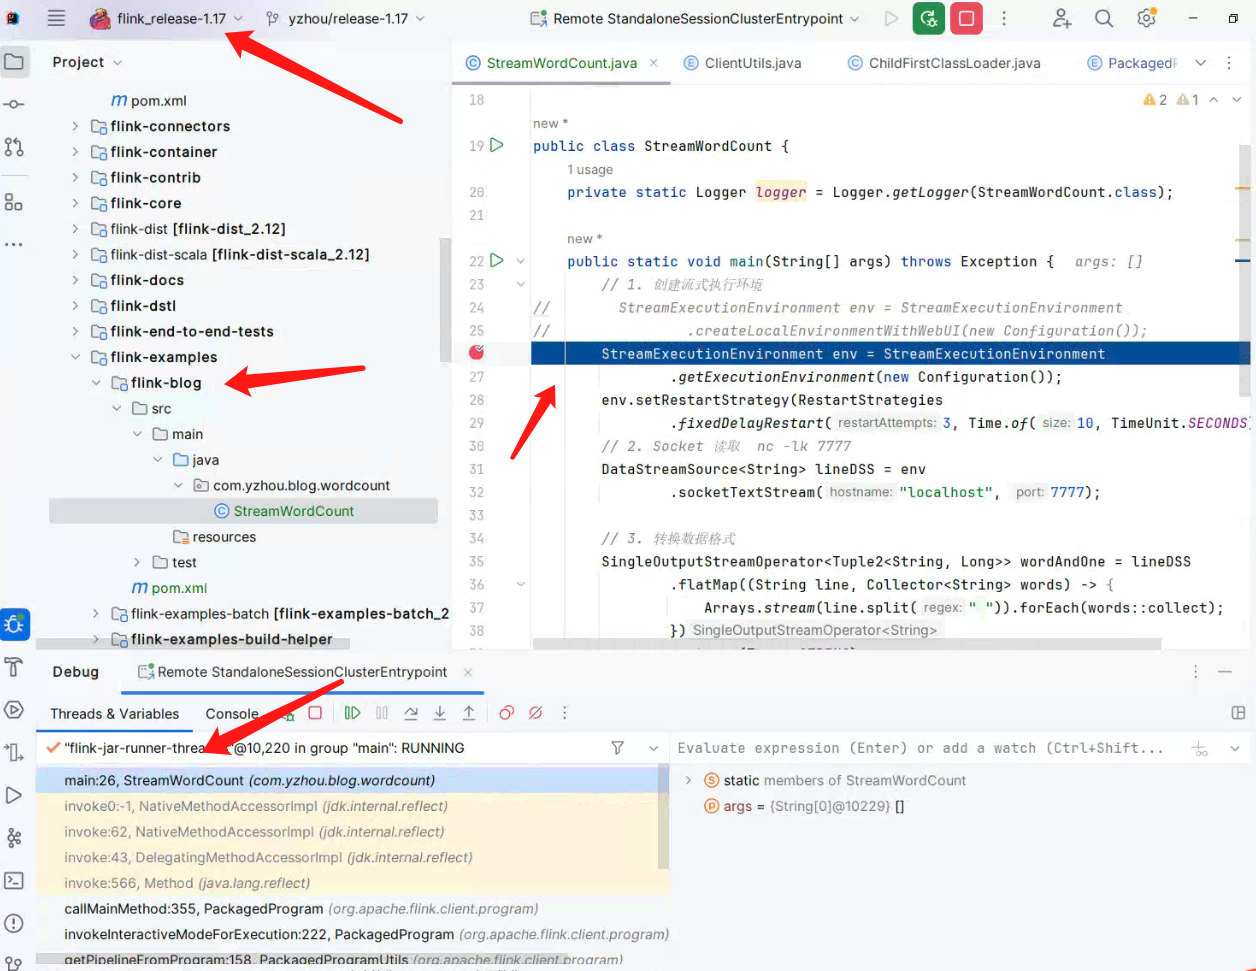 flink_release-1.17
yzhou/release-1.17
Remote StandaloneSessionClusterEntrypoint
Project
pom.xml
flink-connectors
flink-container
flink-contrib
flink-core
flink-dist [flink-dist_2.12]
flink-dist-scala [flink-dist-scala_2.12]
flink-docs
flink-dstl
flink-end-to-end-tests
flink-examples
flink-blog
src
main
java
com.yzhou.blog.wordcount
StreamWordCount
resources
test
pom.xml
flink-examples-batch [flink-examples-batch_2
flink-examples-build-helper
StreamWordCount.java
ClientUtils.java
ChildFirstClassLoader.java
Packaged
2 1
18
new *
19 public class StreamWordCount {
1 usage
20 private static Logger logger = Logger.getLogger(StreamWordCount.class);
21
new *
22 public static void main(String[] args) throws Exception { args: []
23 // 1. 创建流式执行环境
24 // StreamExecutionEnvironment env = StreamExecutionEnvironment
25 // .createLocalEnvironmentWithWebUI(new Configuration());
StreamExecutionEnvironment env = StreamExecutionEnvironment
27 .getExecutionEnvironment(new Configuration());
28 env.setRestartStrategy(RestartStrategies
29 .fixedDelayRestart( restartAttempts: 3, Time.of( size: 10, TimeUnit.SECONDS)
30 // 2. Socket 读取 nc -lk 7777
31 DataStreamSource<String> lineDSS = env
32 .socketTextStream( hostname: "localhost", port: 7777);
33
34 // 3. 转换数据格式
35 SingleOutputStreamOperator<Tuple2<String, Long>> wordAndOne = lineDSS
36 .flatMap((String line, Collector<String> words) -> {
37 Arrays.stream(line.split( regex: " ")).forEach(words::collect);
38 }) SingleOutputStreamOperator<String>
Debug
Remote StandaloneSessionClusterEntrypoint
Threads & Variables
Console
"flink-jar-runner-threa "@10,220 in group "main": RUNNING
Evaluate expression (Enter) or add a watch (Ctrl+Shift...
main:26, StreamWordCount (com.yzhou.blog.wordcount)
invoke0:-1, NativeMethodAccessorImpl (jdk.internal.reflect)
invoke:62, NativeMethodAccessorImpl (jdk.internal.reflect)
invoke:43, DelegatingMethodAccessorImpl (jdk.internal.reflect)
invoke:566, Method (java.lang.reflect)
callMainMethod:355, PackagedProgram (org.apache.flink.client.program)
invokeInteractiveModeForExecution:222, PackagedProgram (org.apache.flink.client.program)
getPipelineFromProgram:158, PackagedProgramUtils (org.apache.flink.client.program)
static members of StreamWordCount
args = {String[0]@10229} []